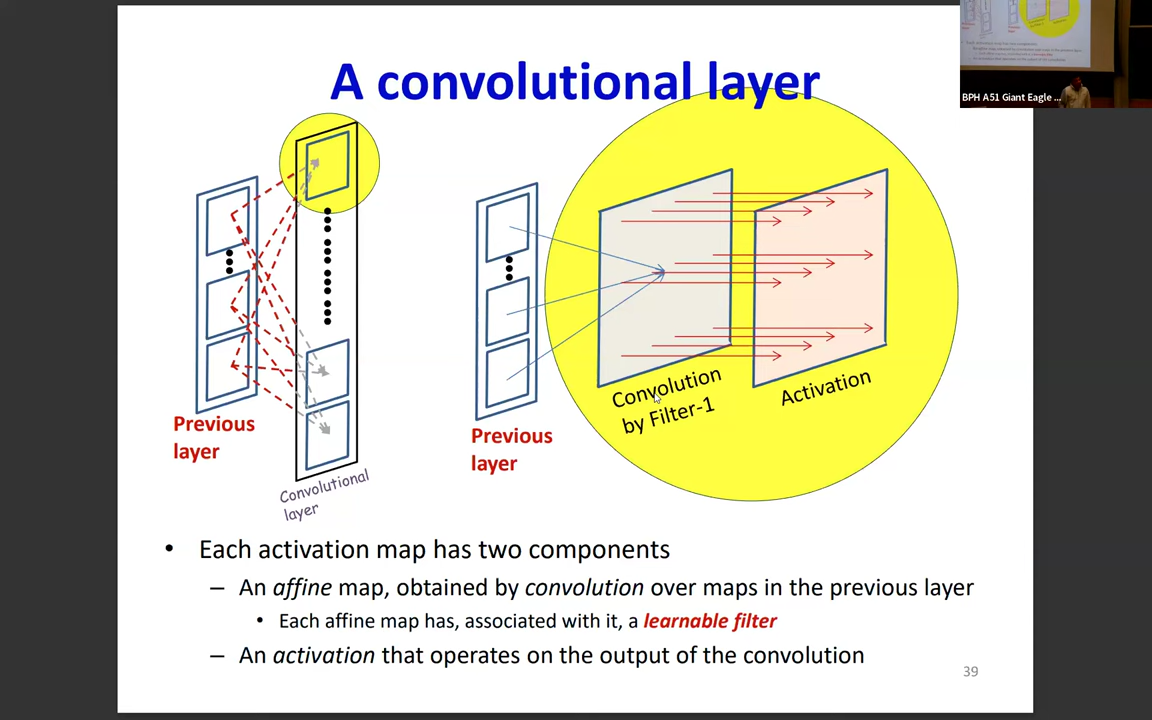 A convolutional layer
BPH A51 Giant Eagle ...
Previous
layer
Convolutional
layer
Previous
layer
Convolution
by Filter-1
Activation
• Each activation map has two components
– An affine map, obtained by convolution over maps in the previous layer
• Each affine map has, associated with it, a learnable filter
– An activation that operates on the output of the convolution
39